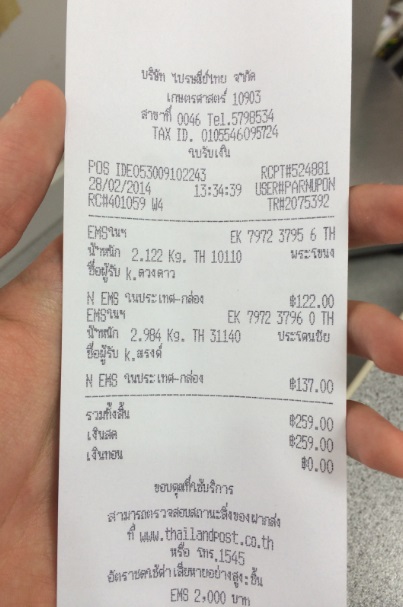 บริษัท ไปรษณีย์ไทย จำกัด
เกษตรศาสตร์ 10903
สาขาที่ 0046 Tel.5798534
TAX ID. 0105546095724
ใบรับเงิน
POS IDE053009102243 RCPT#524881
28/02/2014 13:34:39 USER#PARNUPON
RC#401059 W4 TR#2075392
EMSในฯ EK 7972 3795 6 TH
น้ำหนัก 2.122 Kg. TH 10110 พระโขนง
ชื่อผู้รับ k.ดวงดาว
N EMS ในประเทศ-กล่อง ฿122.00
EMSในฯ EK 7972 3796 0 TH
น้ำหนัก 2.984 Kg. TH 31140 ประโคนชัย
ชื่อผู้รับ k.สรงค์
N EMS ในประเทศ-กล่อง ฿137.00
รวมทั้งสิ้น ฿259.00
เงินสด ฿259.00
เงินทอน ฿0.00
ขอบคุณที่ใช้บริการ
สามารถตรวจสอบสถานะสิ่งของฝากส่ง
ที่ www.thailandpost.co.th
หรือ โทร.1545
อัตราชดใช้ค่าเสียหายอย่างสูง:ชิ้น
EMS 2,000 บาท